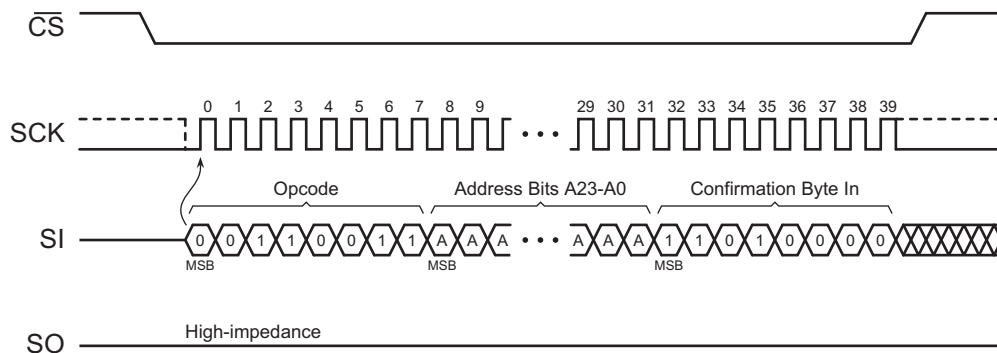 CS
0 1 2 3 4 5 6 7 8 9 29 30 31 32 33 34 35 36 37 38 39
SCK
Opcode Address Bits A23-A0 Confirmation Byte In
SI 0 0 1 1 0 0 1 1 A A A A A A 1 1 0 1 0 0 0 0
MSB MSB MSB
High-impedance
SO